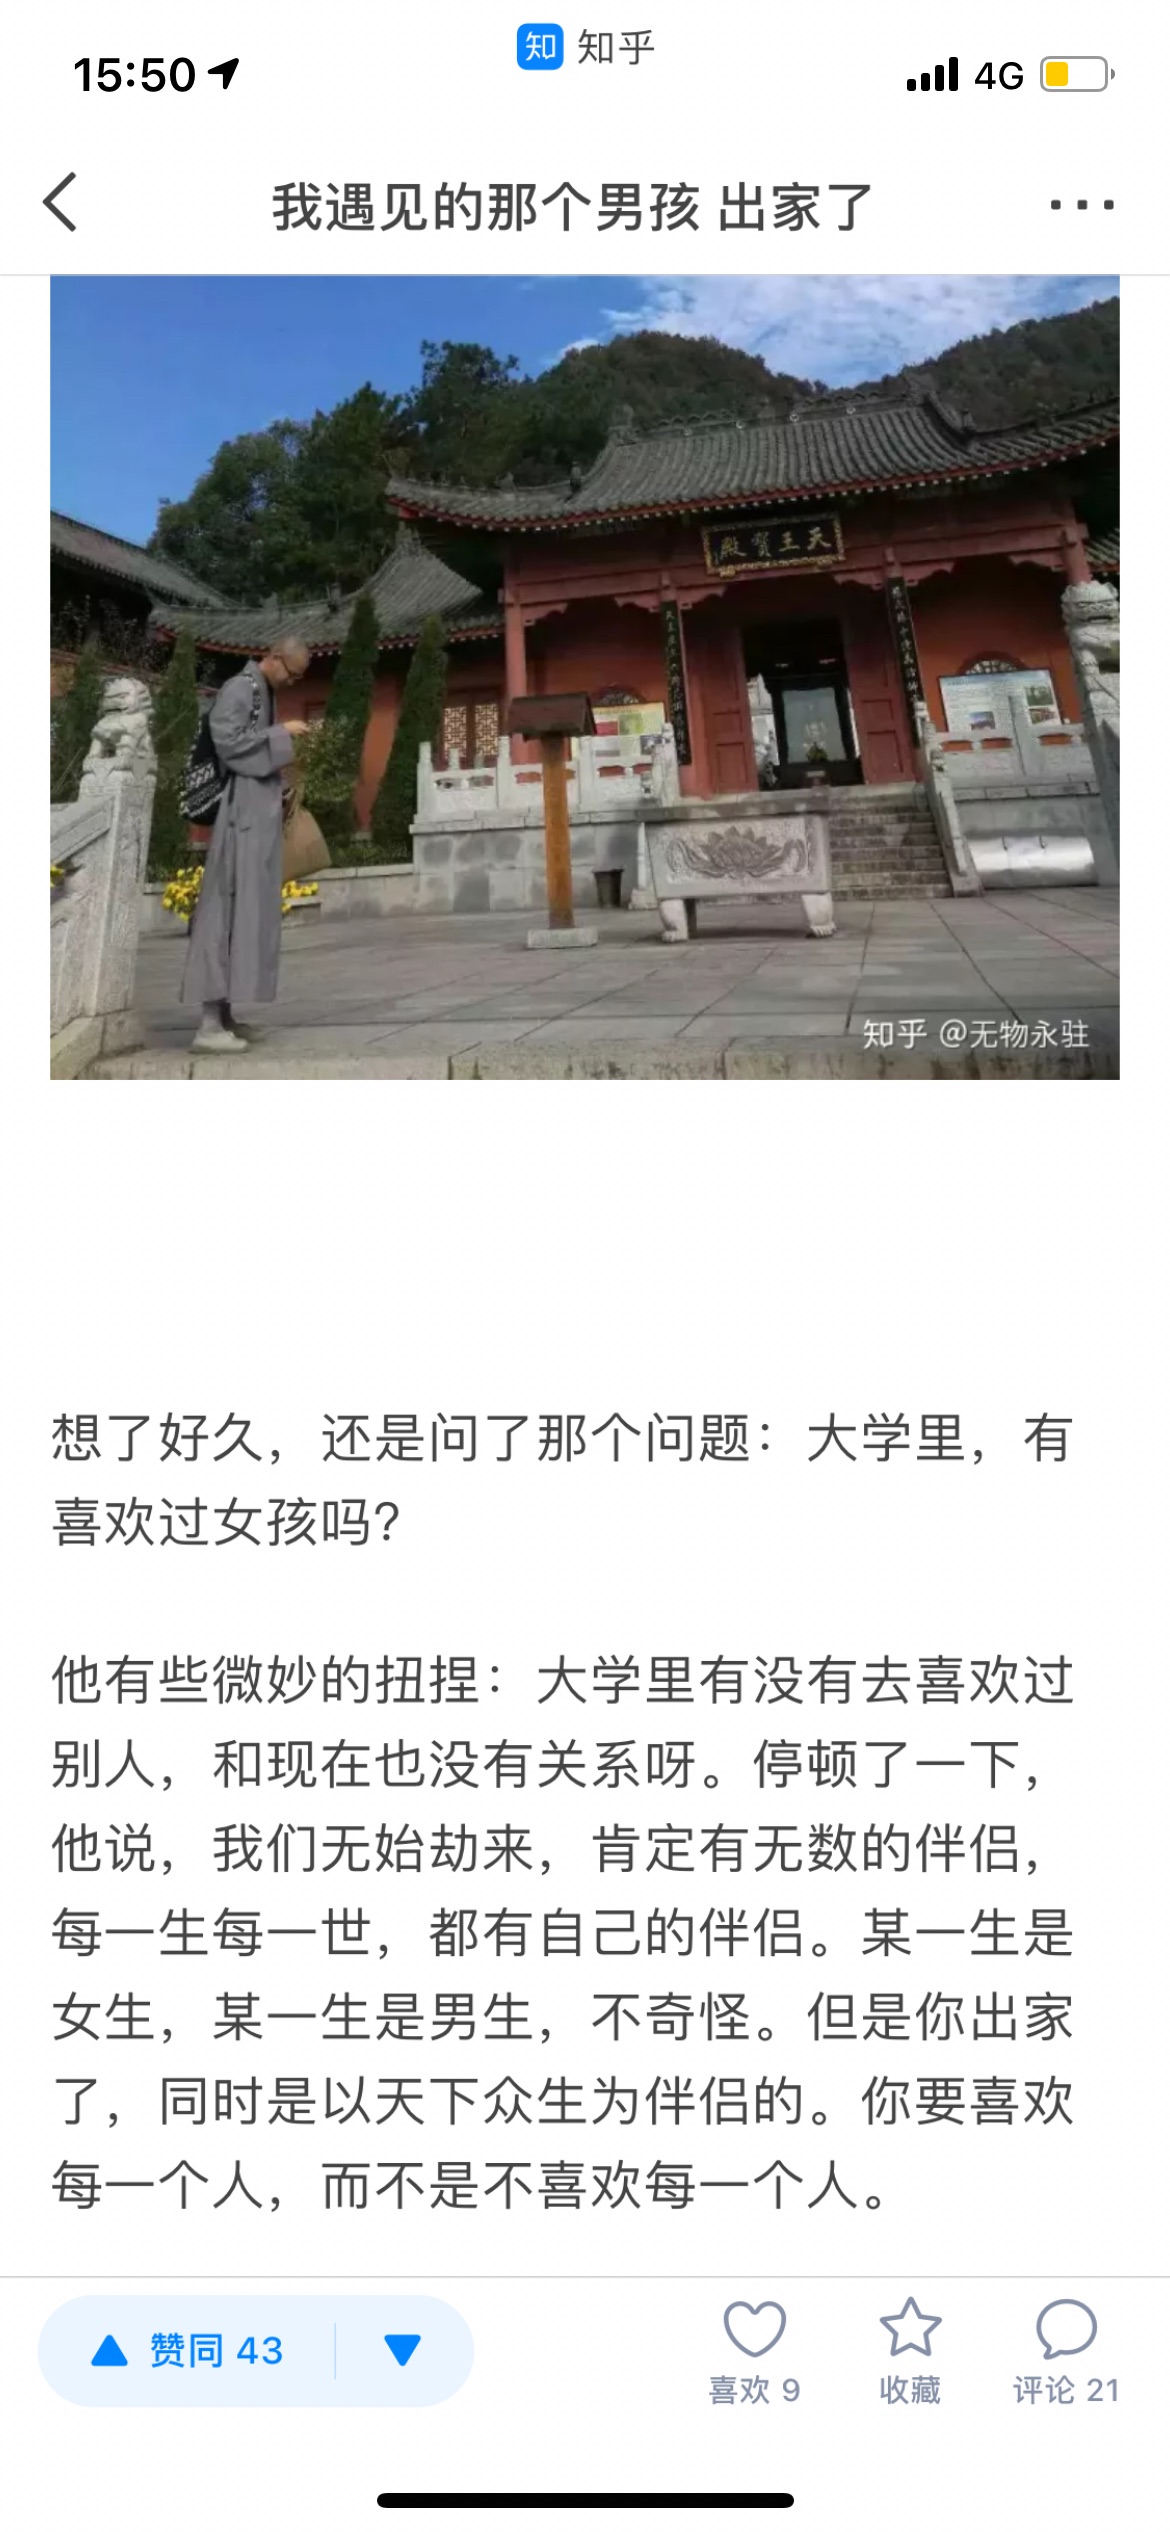 知 知乎
15:50 4G
我遇见的那个男孩 出家了
殿寳王天
知乎 @无物永驻
想了好久，还是问了那个问题：大学里，有
喜欢过女孩吗？
他有些微妙的扭捏：大学里有没有去喜欢过
别人，和现在也没有关系呀。停顿了一下，
他说，我们无始劫来，肯定有无数的伴侣，
每一生每一世，都有自己的伴侣。某一生是
女生，某一生是男生，不奇怪。但是你出家
了，同时是以天下众生为伴侣的。你要喜欢
每一个人，而不是不喜欢每一个人。
赞同 43
喜欢 9 收藏 评论 21